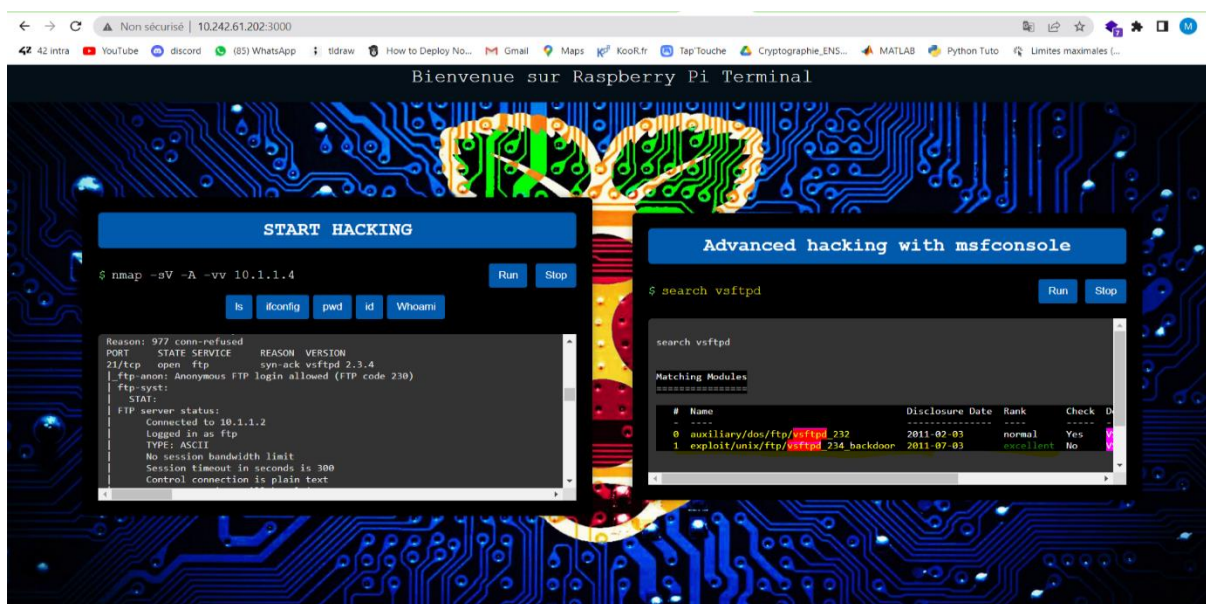 Non sécurisé | 10.242.61.202:3000
42 intra YouTube discord (85) WhatsApp tldraw How to Deploy No... Gmail Maps KooR.fr Tap'Touche Cryptographie_ENS... MATLAB Python Tuto Limites maximales (...
Bienvenue sur Raspberry Pi Terminal
START HACKING
$ nmap -sV -A -vv 10.1.1.4
Run Stop
ls ifconfig pwd id Whoami
Reason: 977 conn-refused
PORT STATE SERVICE REASON VERSION
21/tcp open ftp syn-ack vsftpd 2.3.4
|_ftp-anon: Anonymous FTP login allowed (FTP code 230)
| ftp-syst:
| STAT:
| FTP server status:
| Connected to 10.1.1.2
| Logged in as ftp
| TYPE: ASCII
| No session bandwidth limit
| Session timeout in seconds is 300
| Control connection is plain text
Advanced hacking with msfconsole
$ search vsftpd
Run Stop
search vsftpd
Matching Modules
================
# Name Disclosure Date Rank Check
0 auxiliary/dos/ftp/vsftpd_232 2011-02-03 normal Yes
1 exploit/unix/ftp/vsftpd_234_backdoor 2011-07-03 excellent No